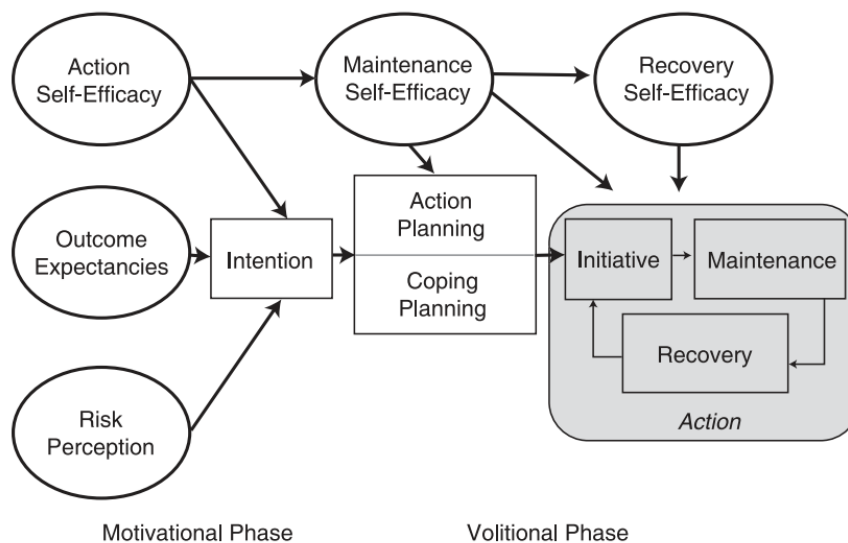 Action
Self-Efficacy
Maintenance
Self-Efficacy
Recovery
Self-Efficacy
Outcome
Expectancies
Intention
Action
Planning
Coping
Planning
Initiative
Maintenance
Recovery
Action
Risk
Perception
Motivational Phase
Volitional Phase